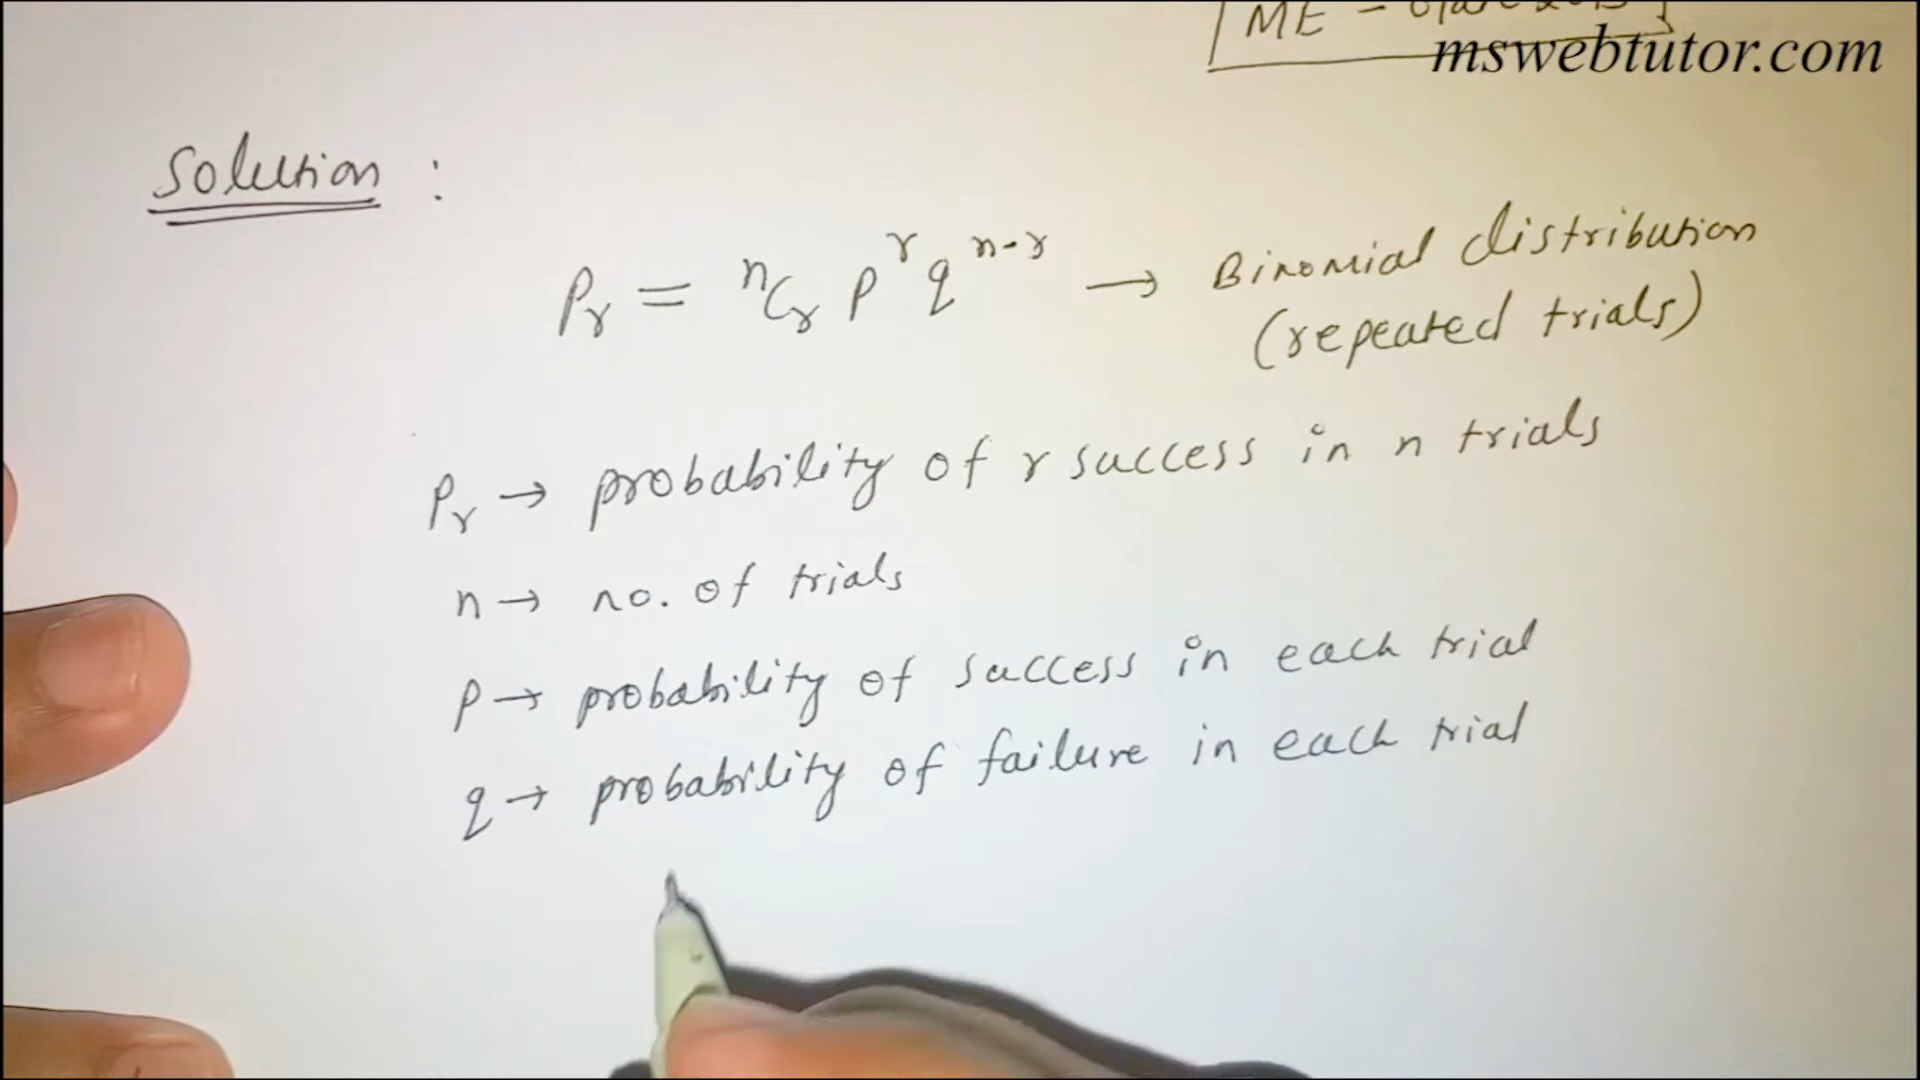 ME -
mswebtutor.com
Solution :
Pr = nCr p^r q^n-r → Binomial distribution
(repeated trials)
Pr → probability of r success in n trials
n → no. of trials
p → probability of success in each trial
q → probability of failure in each trial